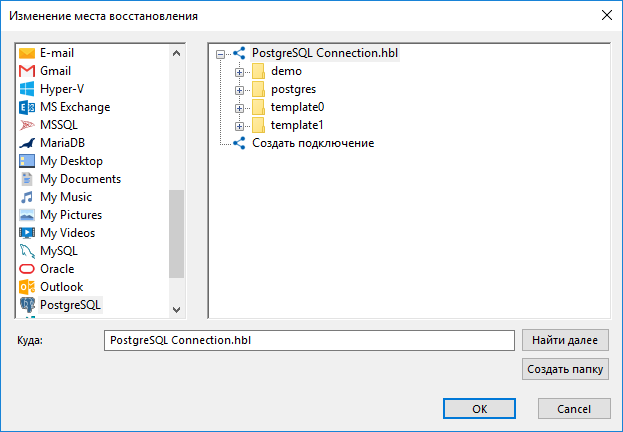 Изменение места восстановления
E-mail
Gmail
Hyper-V
MS Exchange
MSSQL
MariaDB
My Desktop
My Documents
My Music
My Pictures
My Videos
MySQL
Oracle
Outlook
PostgreSQL
PostgreSQL Connection.hbl
demo
postgres
template0
template1
Создать подключение
Куда:
PostgreSQL Connection.hbl
Найти далее
Создать папку
OK
Cancel